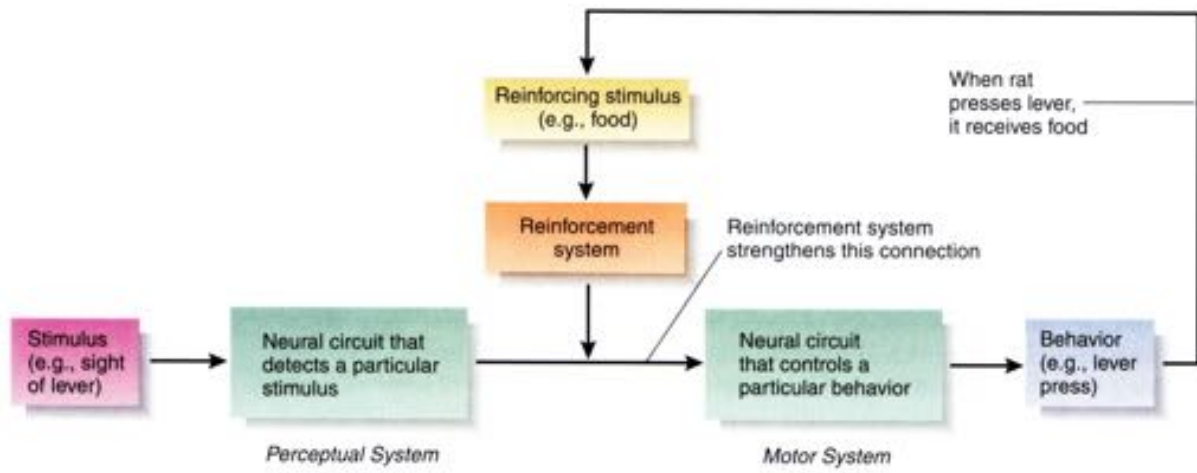 Reinforcing stimulus
(e.g., food)
When rat
presses lever,
it receives food
Reinforcement
system
Reinforcement system
strengthens this connection
Stimulus
(e.g., sight
of lever)
Neural circuit that
detects a particular
stimulus
Neural circuit
that controls a
particular behavior
Behavior
(e.g., lever
press)
Perceptual System
Motor System